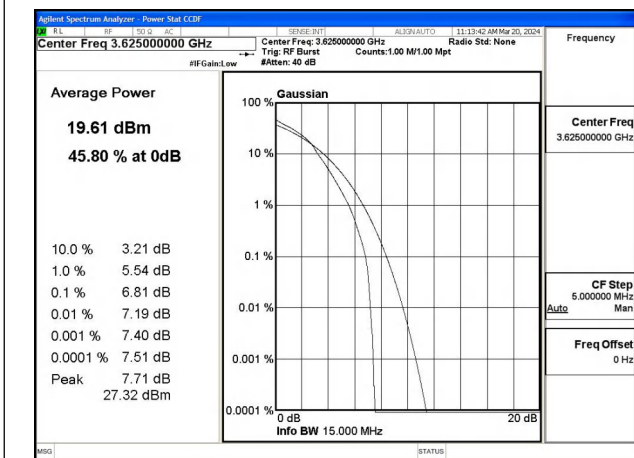 Agilent Spectrum Analyzer - Power Stat CCDF
LXI RL RF 50 Ω AC SENSE:INT ALIGNAUTO 11:13:42 AM Mar 20, 2024
Center Freq 3.625000000 GHz
Center Freq: 3.625000000 GHz Radio Std: None
Trig: RF Burst Counts:1.00 M/1.00 Mpt
#IFGain:Low #Atten: 40 dB
Frequency
Average Power
19.61 dBm
45.80 % at 0dB
10.0 % 3.21 dB
1.0 % 5.54 dB
0.1 % 6.81 dB
0.01 % 7.19 dB
0.001 % 7.40 dB
0.0001 % 7.51 dB
Peak 7.71 dB
27.32 dBm
Gaussian
100 %
10 %
1 %
0.1 %
0.01 %
0.001 %
0.0001 %
0 dB 20 dB
Info BW 15.000 MHz
Center Freq
3.625000000 GHz
CF Step
5.000000 MHz
Auto Man
Freq Offset
0 Hz
MSG STATUS